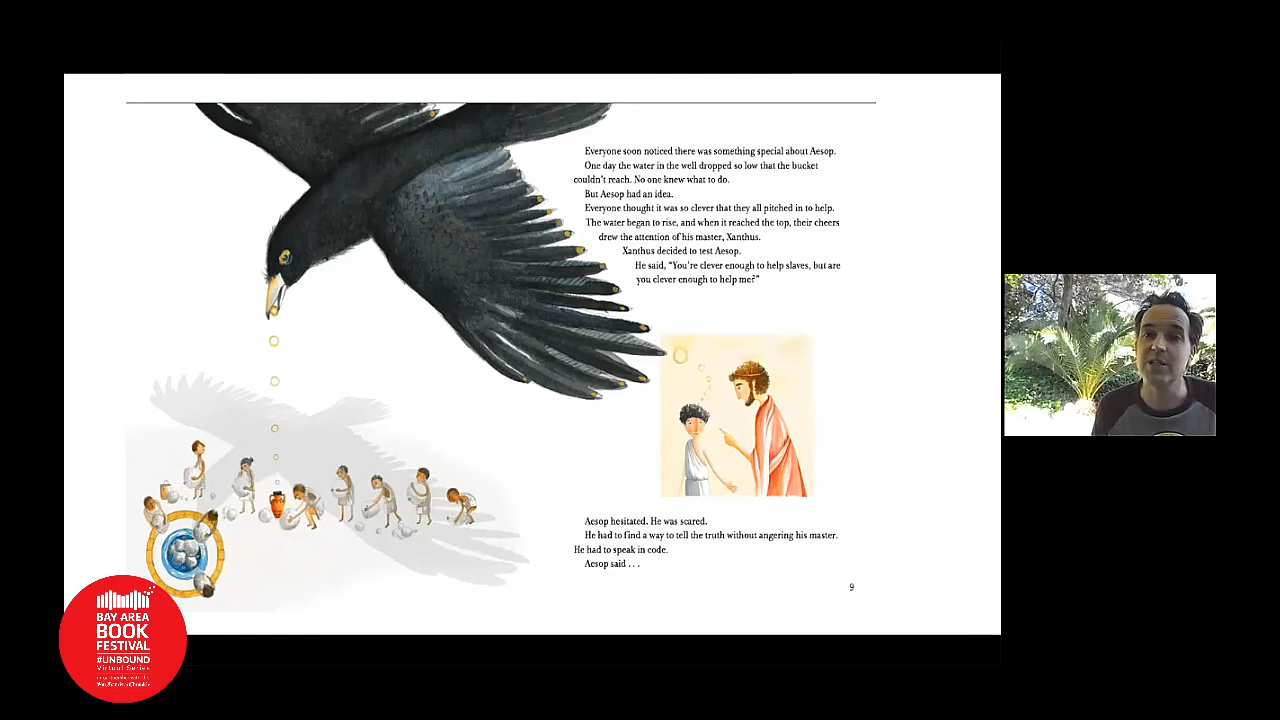 Everyone soon noticed there was something special about Aesop.
One day the water in the well dropped so low that the bucket
couldn't reach. No one knew what to do.
But Aesop had an idea.
Everyone thought it was so clever that they all pitched in to help.
The water began to rise, and when it reached the top, their cheers
drew the attention of his master, Xanthus.
Xanthus decided to test Aesop.
He said, “You're clever enough to help slaves, but are
you clever enough to help me?”
Aesop hesitated. He was scared.
He had to find a way to tell the truth without angering his master.
He had to speak in code.
Aesop said . . .
9
BAY AREA
BOOK
FESTIVAL
#UNBOUND
Virtual Series